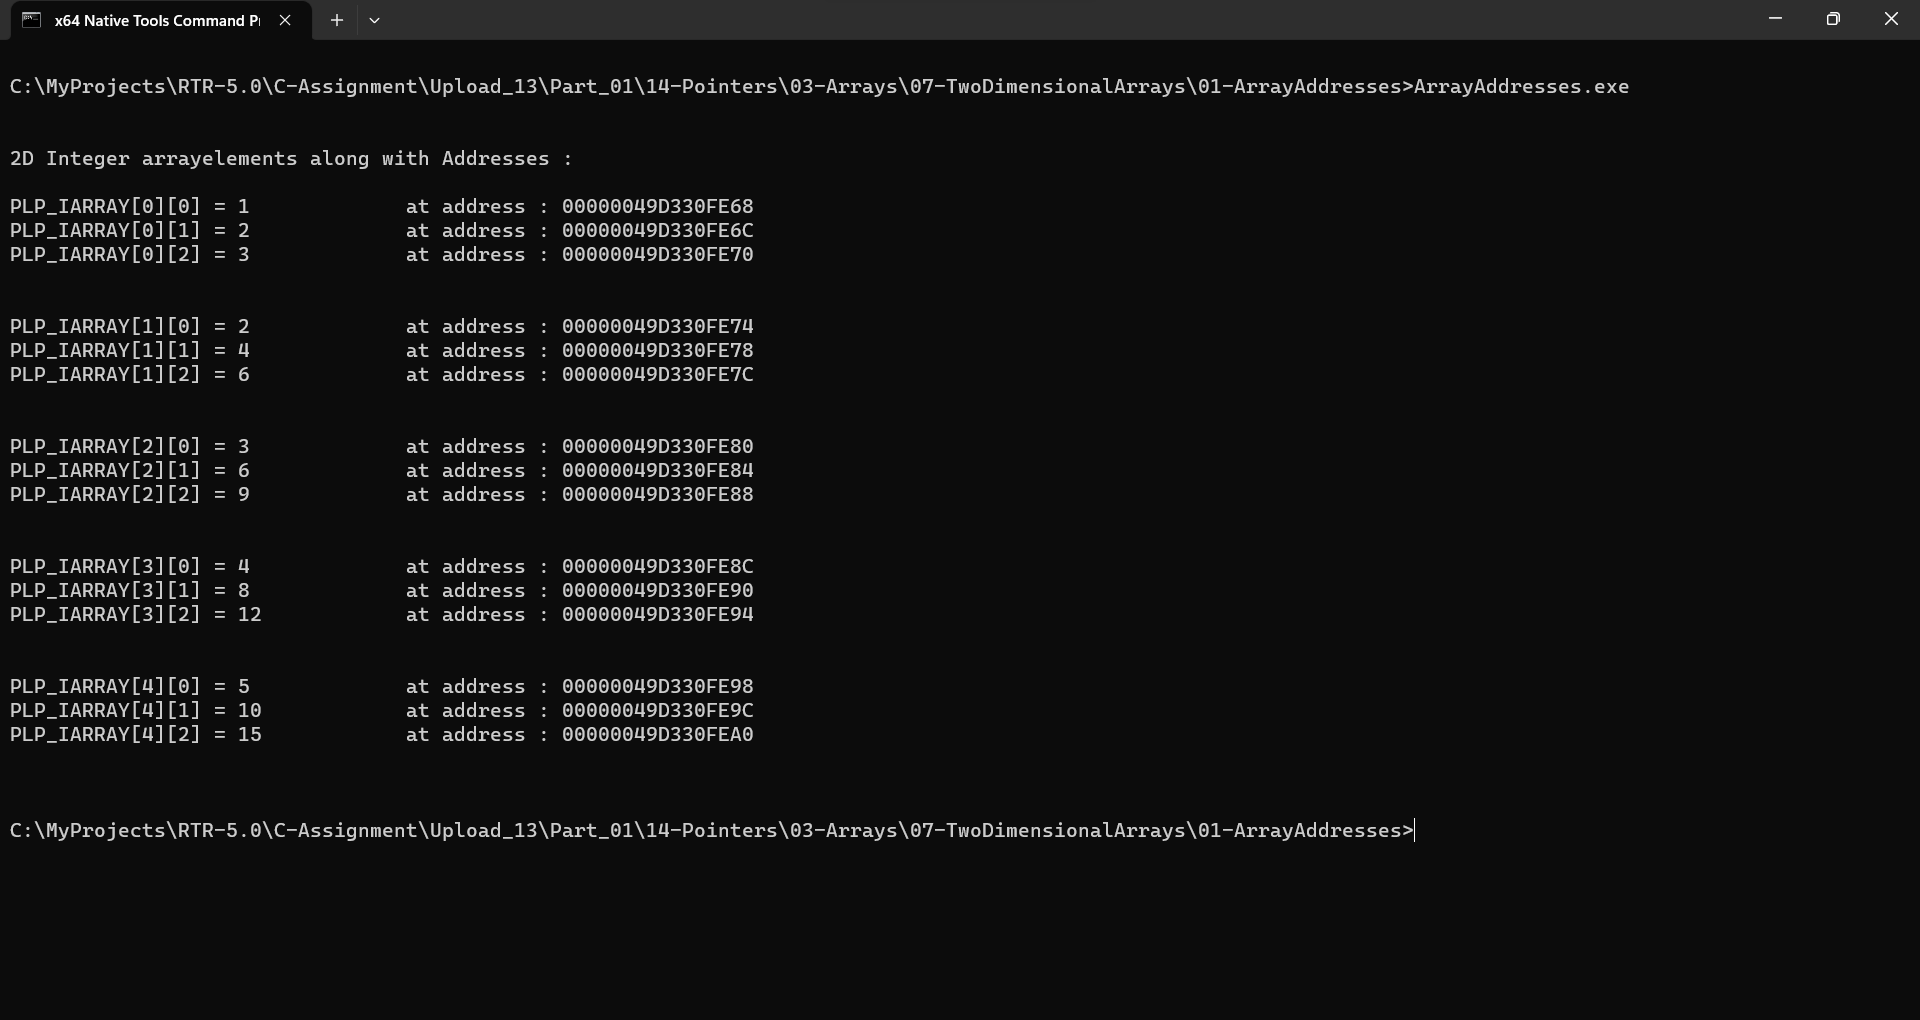 x64 Native Tools Command P
C:\MyProjects\RTR-5.0\C-Assignment\Upload_13\Part_01\14-Pointers\03-Arrays\07-TwoDimensionalArrays\01-ArrayAddresses>ArrayAddresses.exe
2D Integer arrayelements along with Addresses :
PLP_IARRAY[0][0] = 1 at address : 00000049D330FE68
PLP_IARRAY[0][1] = 2 at address : 00000049D330FE6C
PLP_IARRAY[0][2] = 3 at address : 00000049D330FE70
PLP_IARRAY[1][0] = 2 at address : 00000049D330FE74
PLP_IARRAY[1][1] = 4 at address : 00000049D330FE78
PLP_IARRAY[1][2] = 6 at address : 00000049D330FE7C
PLP_IARRAY[2][0] = 3 at address : 00000049D330FE80
PLP_IARRAY[2][1] = 6 at address : 00000049D330FE84
PLP_IARRAY[2][2] = 9 at address : 00000049D330FE88
PLP_IARRAY[3][0] = 4 at address : 00000049D330FE8C
PLP_IARRAY[3][1] = 8 at address : 00000049D330FE90
PLP_IARRAY[3][2] = 12 at address : 00000049D330FE94
PLP_IARRAY[4][0] = 5 at address : 00000049D330FE98
PLP_IARRAY[4][1] = 10 at address : 00000049D330FE9C
PLP_IARRAY[4][2] = 15 at address : 00000049D330FEA0
C:\MyProjects\RTR-5.0\C-Assignment\Upload_13\Part_01\14-Pointers\03-Arrays\07-TwoDimensionalArrays\01-ArrayAddresses>